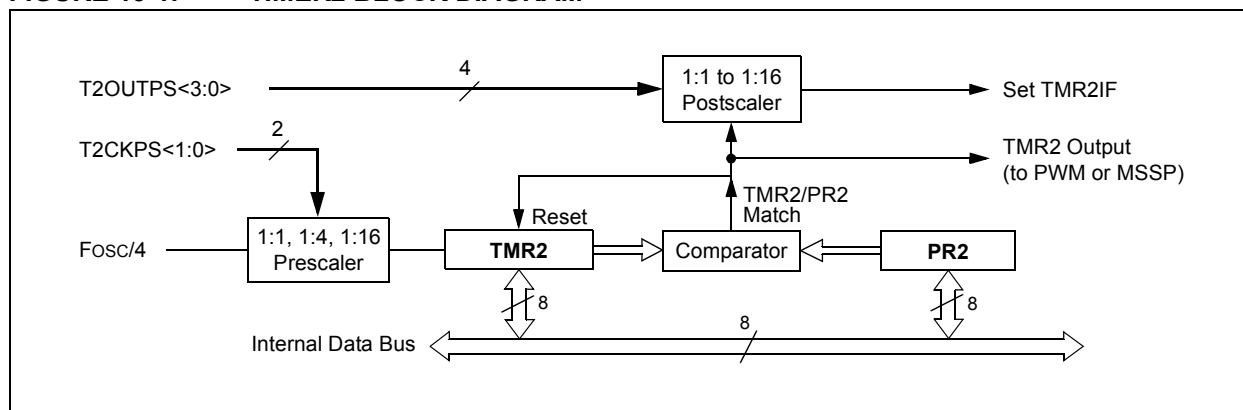 FIGURE TIMER2 BLOCK DIAGRAM
T2OUTPS<3:0>
4
1:1 to 1:16
Postscaler
Set TMR2IF
T2CKPS<1:0>
2
TMR2 Output
(to PWM or MSSP)
TMR2/PR2
Match
Reset
FOSC/4
1:1, 1:4, 1:16
Prescaler
TMR2
Comparator
PR2
8
8
8
Internal Data Bus